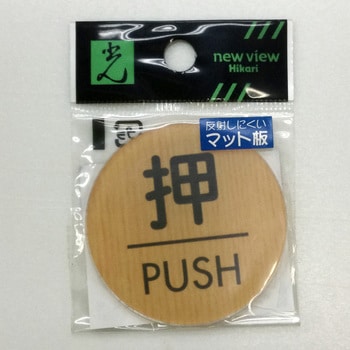 光
new view
Hikari
反射しにくい
マット板
押
PUSH